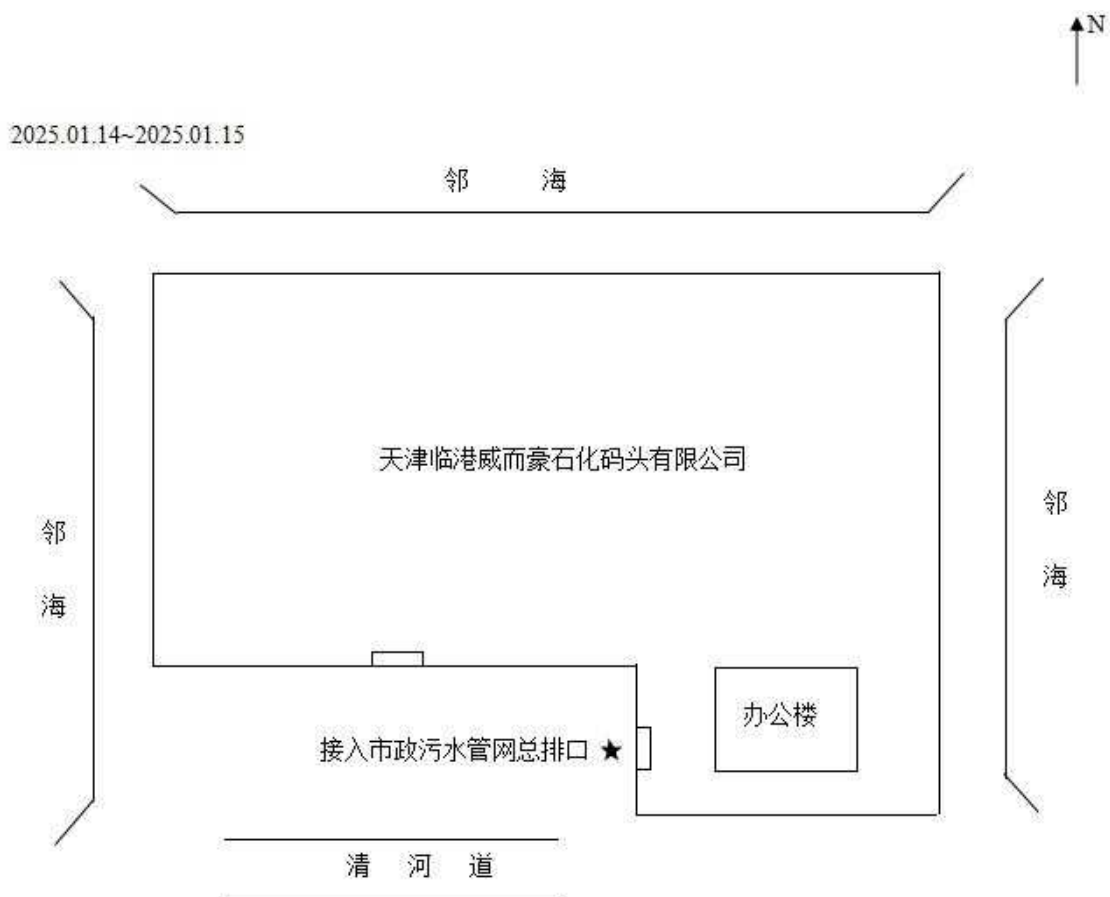 N
2025.01.14~2025.01.15
邻 海
天津临港威而豪石化码头有限公司
邻
海
邻
海
办公楼
接入市政污水管网总排口 ★
清 河 道